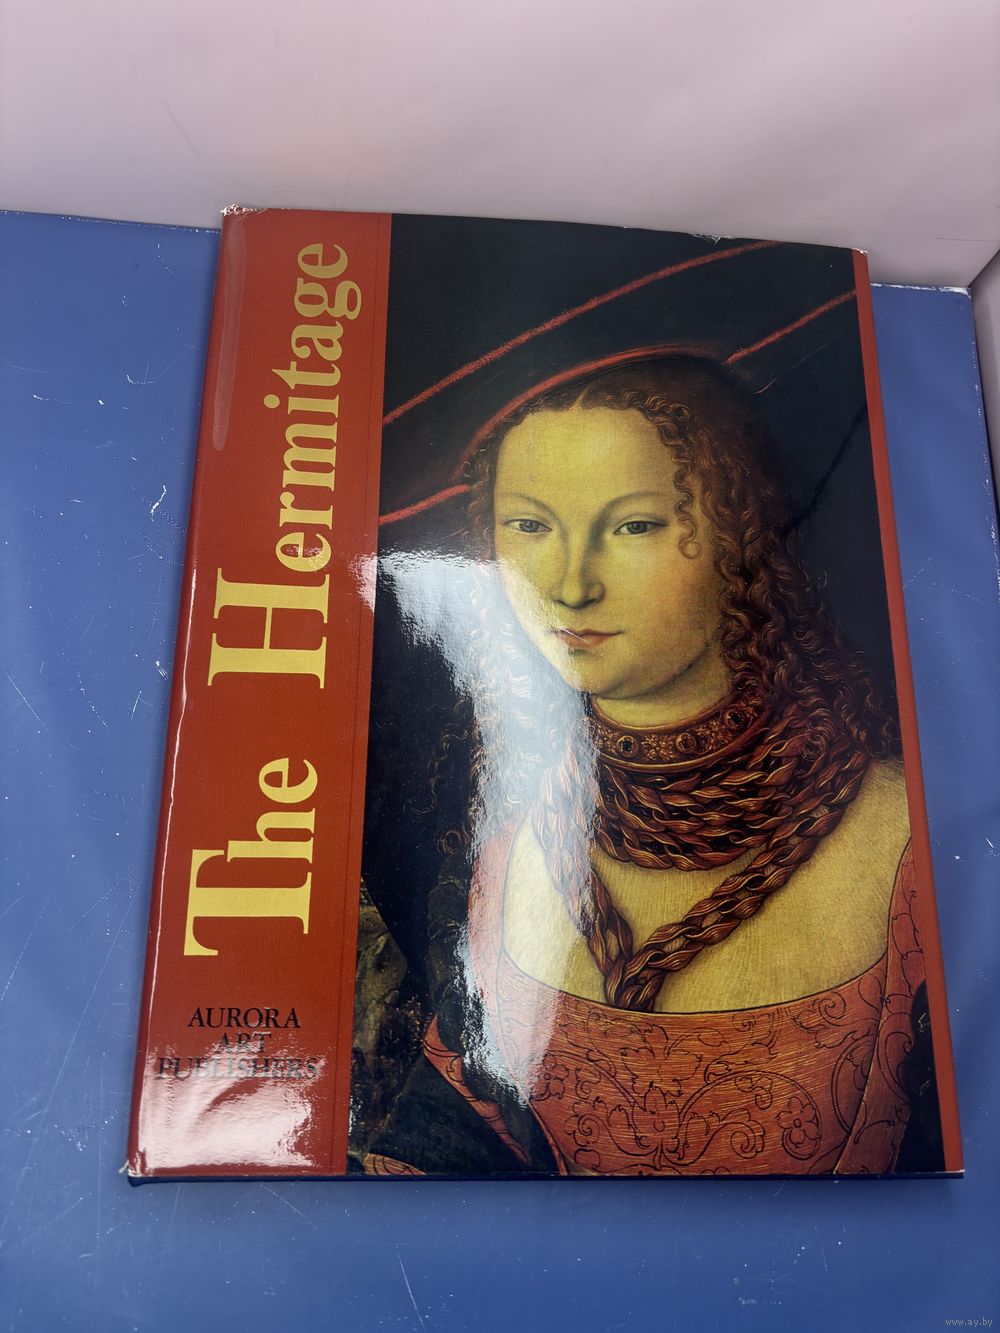 The Hermitage
AURORA
ART
PUBLISHERS
www.ay.by